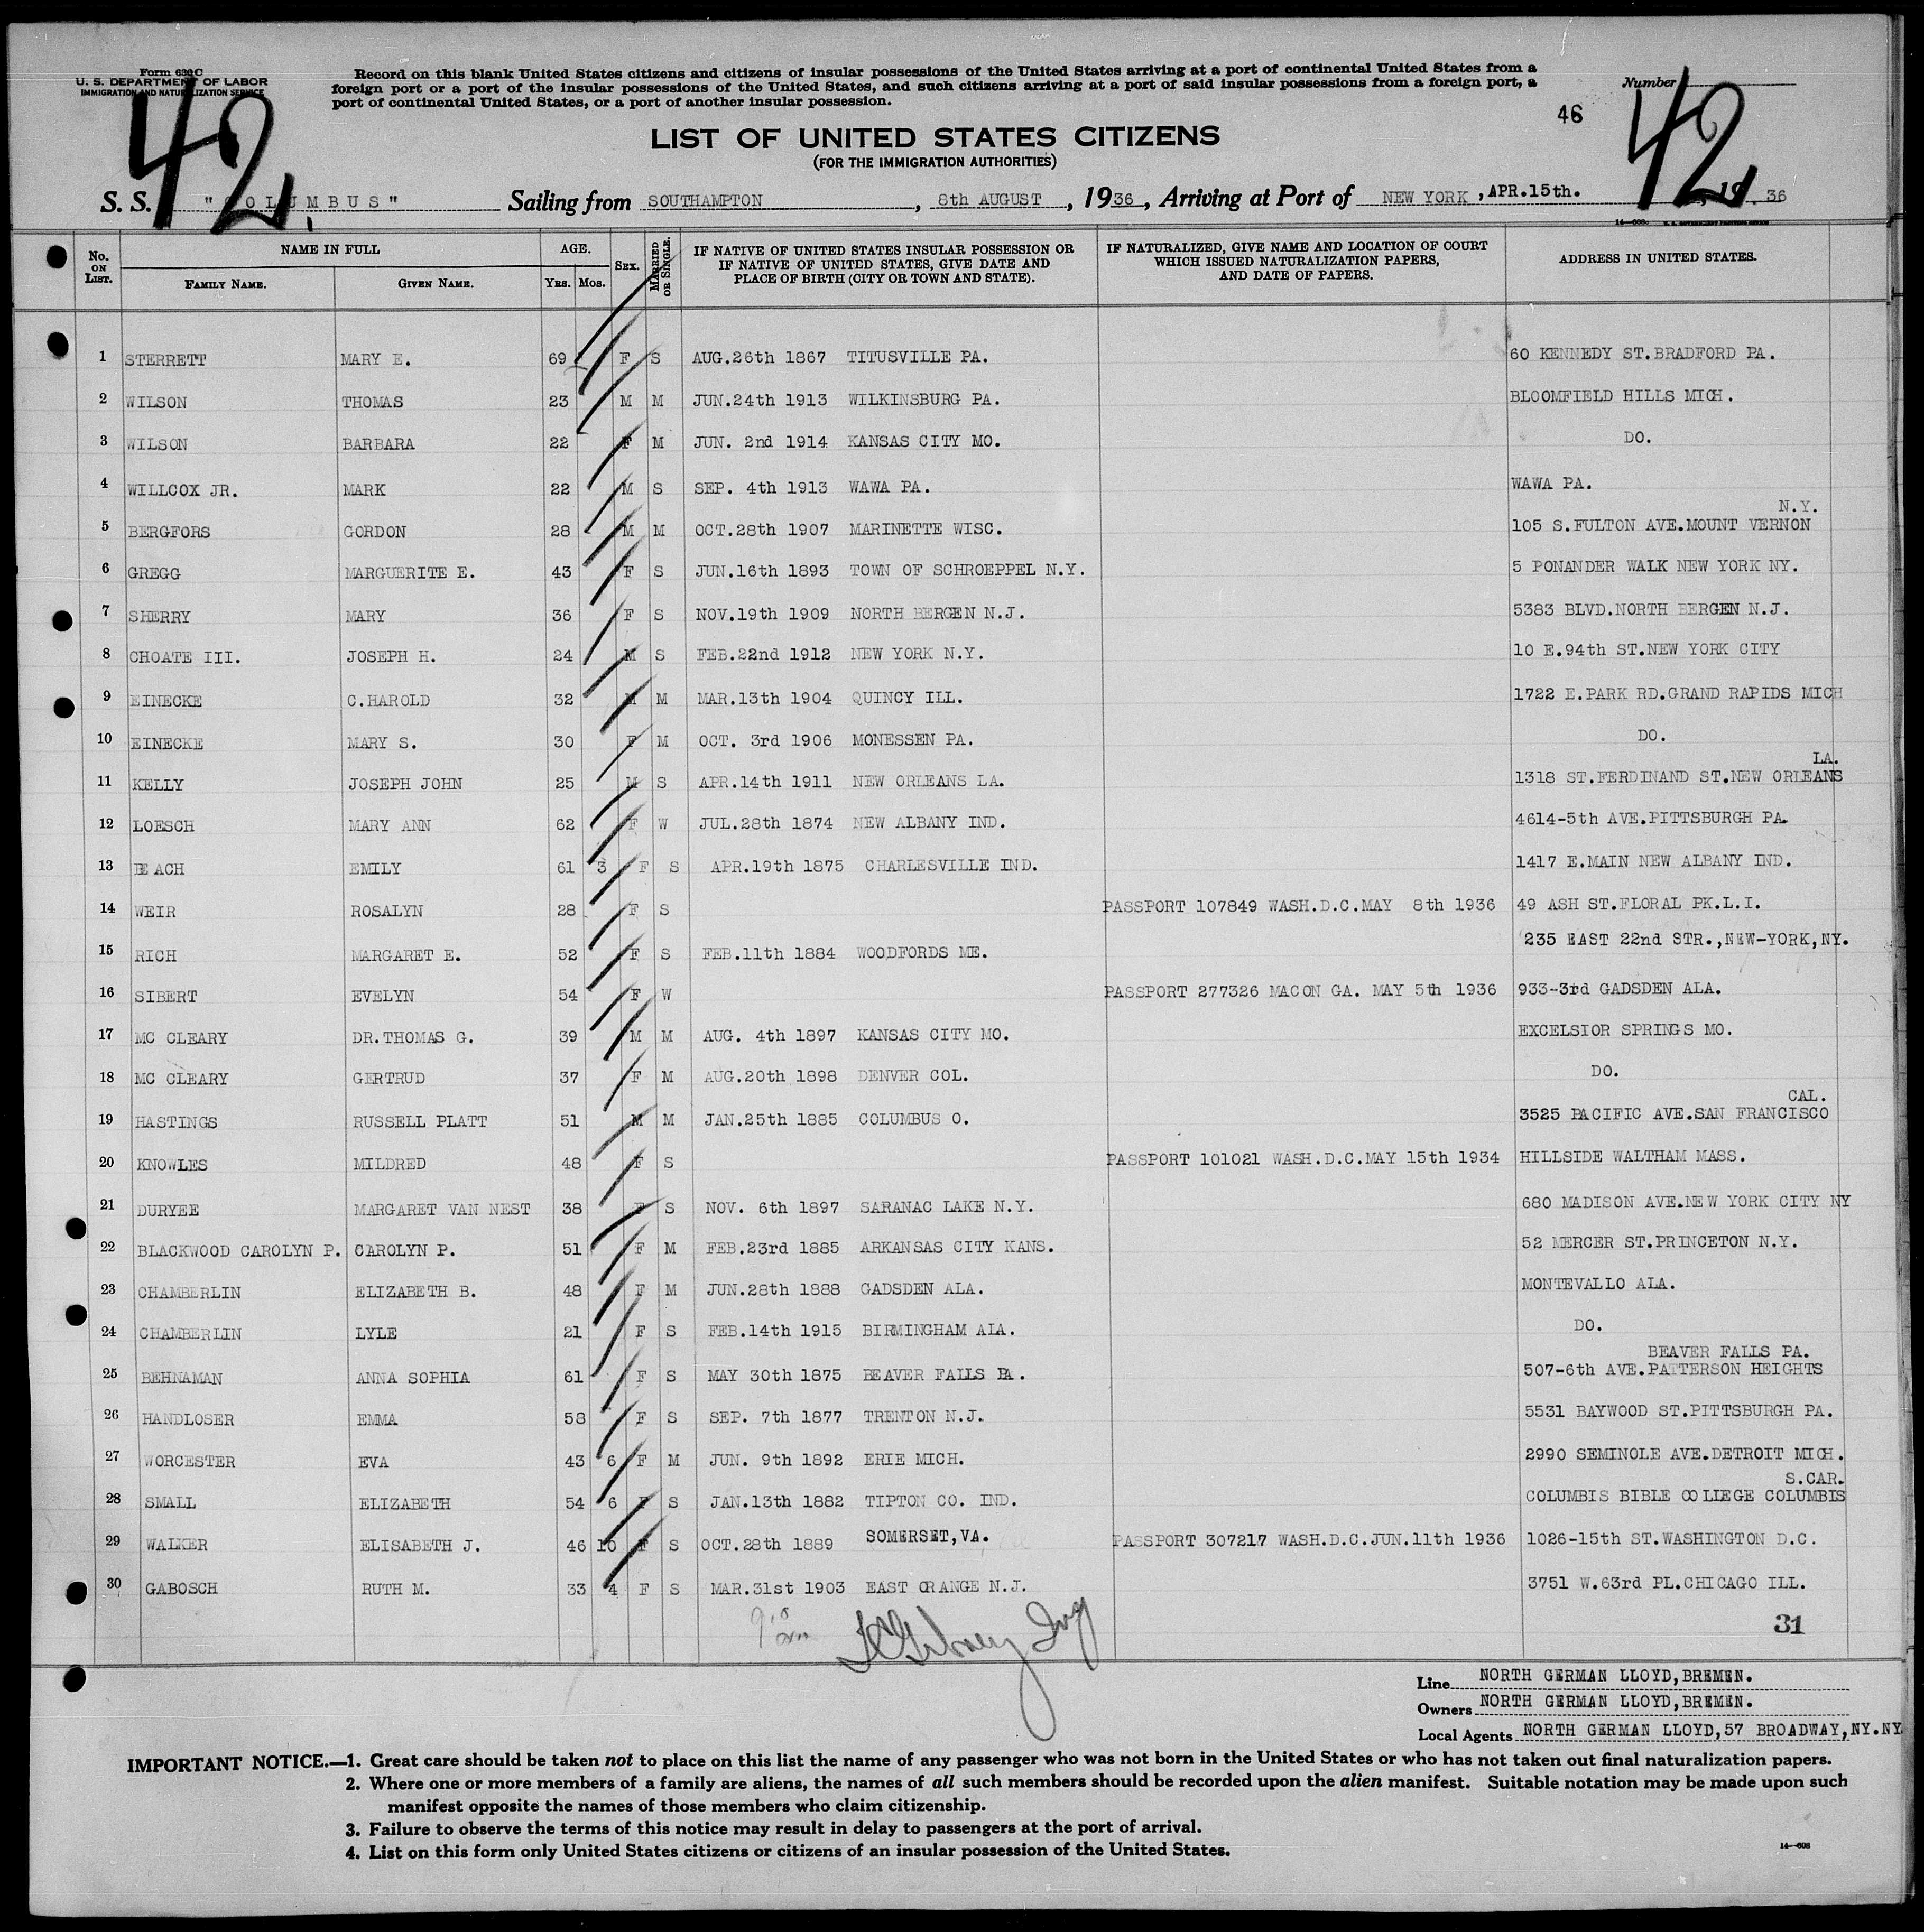 Form 630 C
U. S. DEPARTMENT OF LABOR
IMMIGRATION AND NATURALIZATION SERVICE
Record on this blank United States citizens and citizens of insular possessions of the United States arriving at a port of continental United States from a
foreign port or a port of the insular possessions of the United States, and such citizens arriving at a port of said insular possessions from a foreign port, a
port of continental United States, or a port of another insular possession.
Number
42
46
42
LIST OF UNITED STATES CITIZENS
(FOR THE IMMIGRATION AUTHORITIES)
S. S. "COLUMBUS" Sailing from SOUTHAMPTON, 8th AUGUST, 1936, Arriving at Port of NEW YORK, APR.15th. 19 36
No. ON LIST. NAME IN FULL FAMILY NAME. GIVEN NAME. AGE. YRS. MOS. SEX. MARRIED OR SINGLE. IF NATIVE OF UNITED STATES INSULAR POSSESSION OR IF NATIVE OF UNITED STATES, GIVE DATE AND PLACE OF BIRTH (CITY OR TOWN AND STATE). IF NATURALIZED, GIVE NAME AND LOCATION OF COURT WHICH ISSUED NATURALIZATION PAPERS, AND DATE OF PAPERS. ADDRESS IN UNITED STATES.
1 STERRETT MARY E. 69 F S AUG.26th 1867 TITUSVILLE PA. 60 KENNEDY ST.BRADFORD PA.
2 WILSON THOMAS 23 M M JUN.24th 1913 WILKINSBURG PA. BLOOMFIELD HILLS MICH.
3 WILSON BARBARA 22 F M JUN. 2nd 1914 KANSAS CITY MO. DO.
4 WILLCOX JR. MARK 22 M S SEP. 4th 1913 WAWA PA. WAWA PA.
N.Y.
5 BERGFORS GORDON 28 M M OCT.28th 1907 MARINETTE WISC. 105 S.FULTON AVE.MOUNT VERNON
6 GREGG MARGUERITE E. 43 F S JUN.16th 1893 TOWN OF SCHROEPPEL N.Y. 5 PONANDER WALK NEW YORK NY.
7 SHERRY MARY 36 F S NOV.19th 1909 NORTH BERGEN N.J. 5383 BLVD.NORTH BERGEN N.J.
8 CHOATE III. JOSEPH H. 24 M S FEB.22nd 1912 NEW YORK N.Y. 10 E.94th ST.NEW YORK CITY
9 EINECKE C.HAROLD 32 M M MAR.13th 1904 QUINCY ILL. 1722 E.PARK RD.GRAND RAPIDS MICH
10 EINECKE MARY S. 30 F M OCT. 3rd 1906 MONESSEN PA. DO.
LA.
11 KELLY JOSEPH JOHN 25 M S APR.14th 1911 NEW ORLEANS LA. 1318 ST.FERDINAND ST.NEW ORLEANS
12 LOESCH MARY ANN 62 F W JUL.28th 1874 NEW ALBANY IND. 4614-5th AVE.PITTSBURGH PA.
13 BEACH EMILY 61 3 F S APR.19th 1875 CHARLESVILLE IND. 1417 E.MAIN NEW ALBANY IND.
14 WEIR ROSALYN 28 F S PASSPORT 107849 WASH.D.C.MAY 8th 1936 49 ASH ST.FLORAL PK.L.I.
15 RICH MARGARET E. 52 F S FEB.11th 1884 WOODFORDS ME. 235 EAST 22nd STR.,NEW-YORK,NY.
16 SIBERT EVELYN 54 F W PASSPORT 277326 MACON GA. MAY 5th 1936 933-3rd GADSDEN ALA.
17 MC CLEARY DR.THOMAS G. 39 M M AUG. 4th 1897 KANSAS CITY MO. EXCELSIOR SPRINGS MO.
18 MC CLEARY GERTRUD 37 F M AUG.20th 1898 DENVER COL. DO.
CAL.
19 HASTINGS RUSSELL PLATT 51 M M JAN.25th 1885 COLUMBUS O. 3525 PACIFIC AVE.SAN FRANCISCO
20 KNOWLES MILDRED 48 F S PASSPORT 101021 WASH.D.C.MAY 15th 1934 HILLSIDE WALTHAM MASS.
21 DURYEE MARGARET VAN NEST 38 F S NOV. 6th 1897 SARANAC LAKE N.Y. 680 MADISON AVE.NEW YORK CITY NY
22 BLACKWOOD CAROLYN P. CAROLYN P. 51 F M FEB.23rd 1885 ARKANSAS CITY KANS. 52 MERCER ST.PRINCETON N.Y.
23 CHAMBERLIN ELIZABETH B. 48 F M JUN.28th 1888 GADSDEN ALA. MONTEVALLO ALA.
24 CHAMBERLIN LYLE 21 F S FEB.14th 1915 BIRMINGHAM ALA. DO.
BEAVER FALLS PA.
25 BEHNAMAN ANNA SOPHIA 61 F S MAY 30th 1875 BEAVER FALLS PA. 507-6th AVE.PATTERSON HEIGHTS
26 HANDLOSER EMMA 58 F S SEP. 7th 1877 TRENTON N.J. 5531 BAYWOOD ST.PITTSBURGH PA.
27 WORCESTER EVA 43 6 F M JUN. 9th 1892 ERIE MICH. 2990 SEMINOLE AVE.DETROIT MICH.
S.CAR.
28 SMALL ELIZABETH 54 6 F S JAN.13th 1882 TIPTON CO. IND. COLUMBIS BIBLE COLLEGE COLUMBIS
29 WALKER ELISABETH J. 46 10 F S OCT.28th 1889 SOMERSET,VA. PASSPORT 307217 WASH.D.C.JUN.11th 1936 1026-15th ST.WASHINGTON D.C.
30 GABOSCH RUTH M. 33 4 F S MAR.31st 1903 EAST ORANGE N.J. 3751 W.63rd PL.CHICAGO ILL.
31
Line NORTH GERMAN LLOYD,BREMEN.
Owners NORTH GERMAN LLOYD,BREMEN.
Local Agents NORTH GERMAN LLOYD,57 BROADWAY,NY.NY.
IMPORTANT NOTICE.—1. Great care should be taken not to place on this list the name of any passenger who was not born in the United States or who has not taken out final naturalization papers.
2. Where one or more members of a family are aliens, the names of all such members should be recorded upon the alien manifest. Suitable notation may be made upon such
manifest opposite the names of those members who claim citizenship.
3. Failure to observe the terms of this notice may result in delay to passengers at the port of arrival.
4. List on this form only United States citizens or citizens of an insular possession of the United States.
14—608